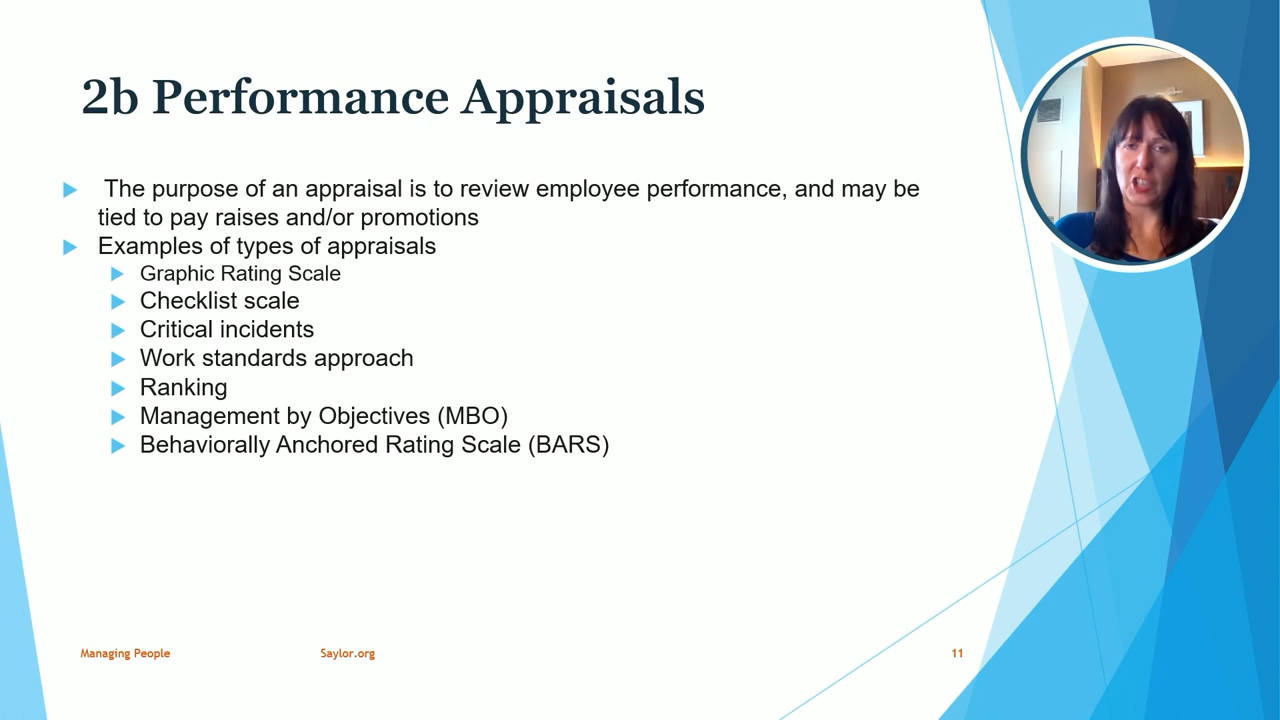 2b Performance Appraisals
The purpose of an appraisal is to review employee performance, and may be
tied to pay raises and/or promotions
Examples of types of appraisals
Graphic Rating Scale
Checklist scale
Critical incidents
Work standards approach
Ranking
Management by Objectives (MBO)
Behaviorally Anchored Rating Scale (BARS)
Managing People
Saylor.org
11